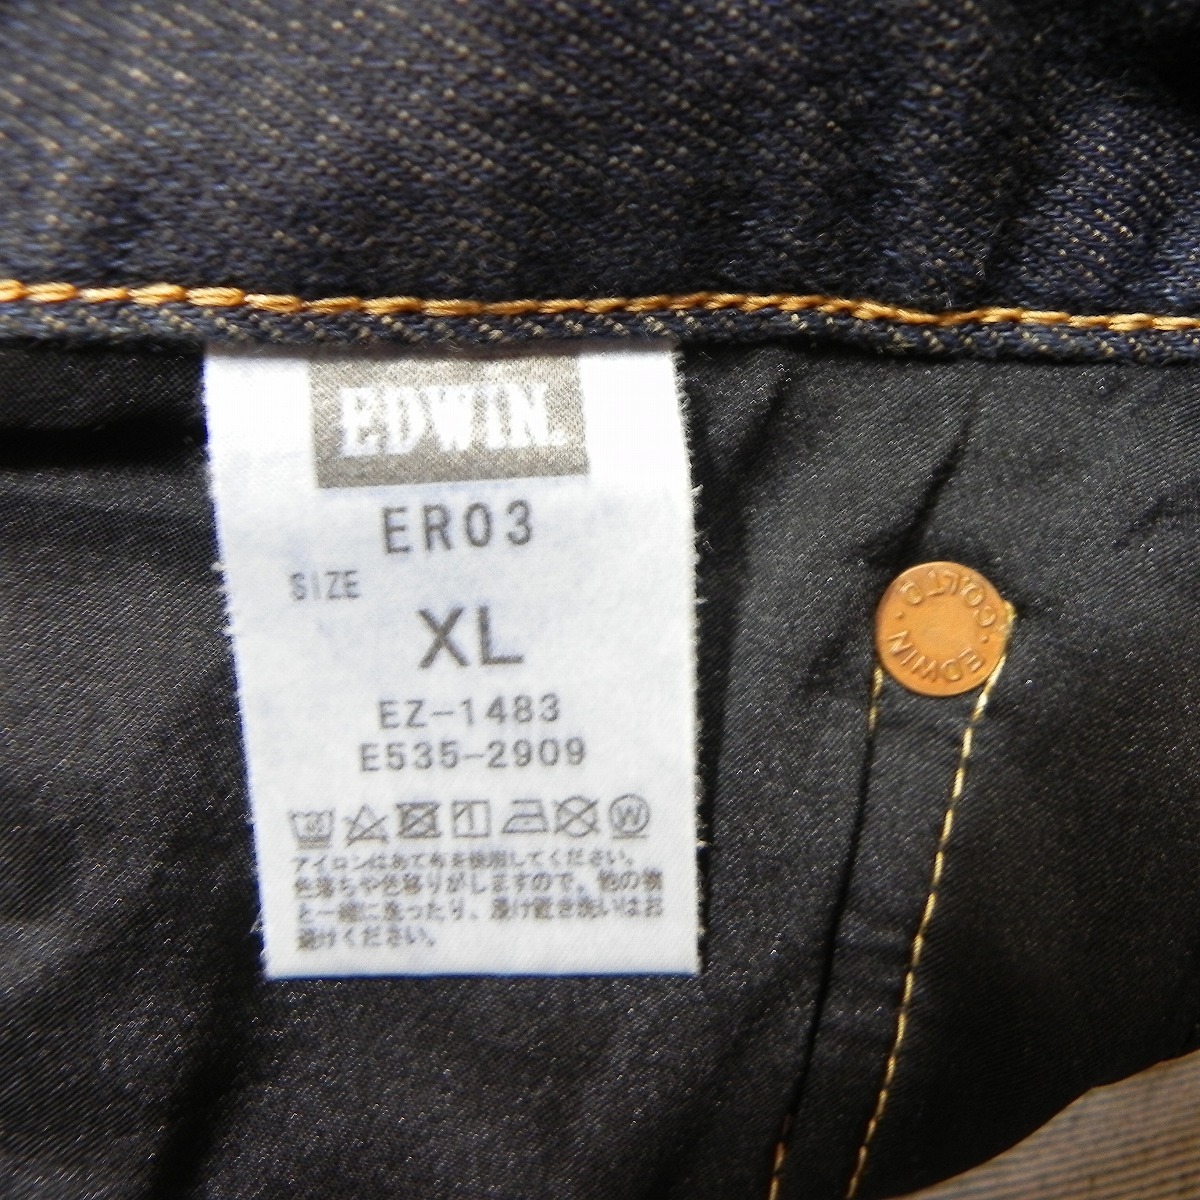 EDWIN.
ER03
SIZE
XL
EZ-1483
E535-2909
W
アイロンはあて布を使用してください。
色落ちや色移りがしますので、他の物
と一緒に洗ったり、漬け置き洗いはお
避けください。
EDWIN · CO.LTD ·